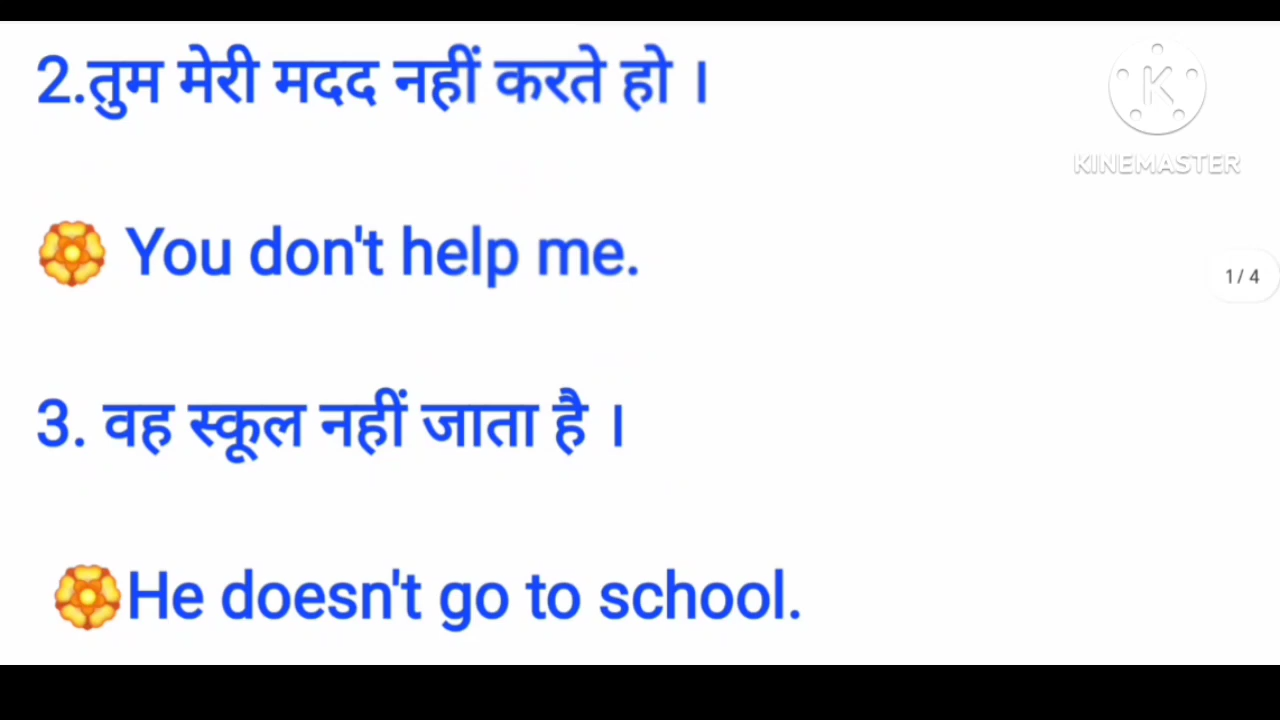 2.तुम मेरी मदद नहीं करते हो ।
KINEMASTER
🏵️ You don't help me.
1/4
3. वह स्कूल नहीं जाता है ।
🏵️He doesn't go to school.